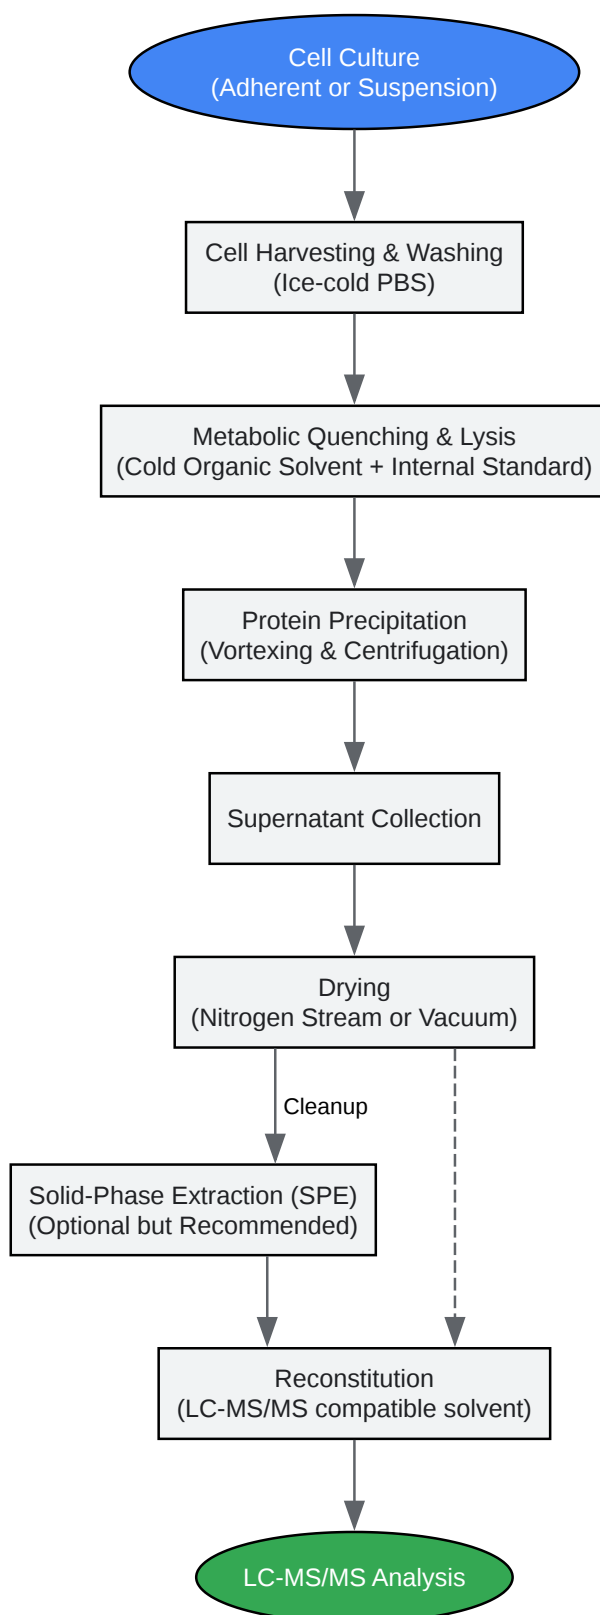 Cell Culture
(Adherent or Suspension)
Cell Harvesting & Washing
(Ice-cold PBS)
Metabolic Quenching & Lysis
(Cold Organic Solvent + Internal Standard)
Protein Precipitation
(Vortexing & Centrifugation)
Supernatant Collection
Drying
(Nitrogen Stream or Vacuum)
Cleanup
Solid-Phase Extraction (SPE)
(Optional but Recommended)
Reconstitution
(LC-MS/MS compatible solvent)
LC-MS/MS Analysis